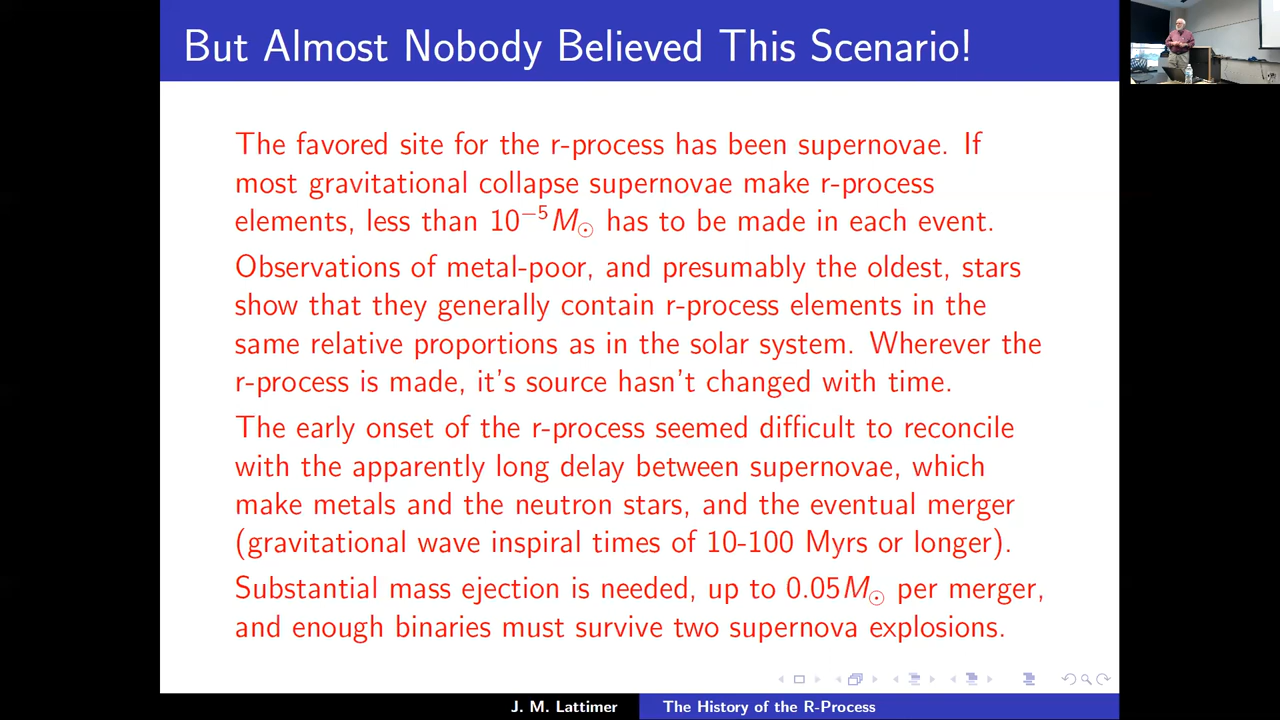 But Almost Nobody Believed This Scenario!
The favored site for the r-process has been supernovae. If
most gravitational collapse supernovae make r-process
elements, less than 10⁻⁵M☉ has to be made in each event.
Observations of metal-poor, and presumably the oldest, stars
show that they generally contain r-process elements in the
same relative proportions as in the solar system. Wherever the
r-process is made, it's source hasn't changed with time.
The early onset of the r-process seemed difficult to reconcile
with the apparently long delay between supernovae, which
make metals and the neutron stars, and the eventual merger
(gravitational wave inspiral times of 10-100 Myrs or longer).
Substantial mass ejection is needed, up to 0.05M☉ per merger,
and enough binaries must survive two supernova explosions.
J. M. Lattimer
The History of the R-Process